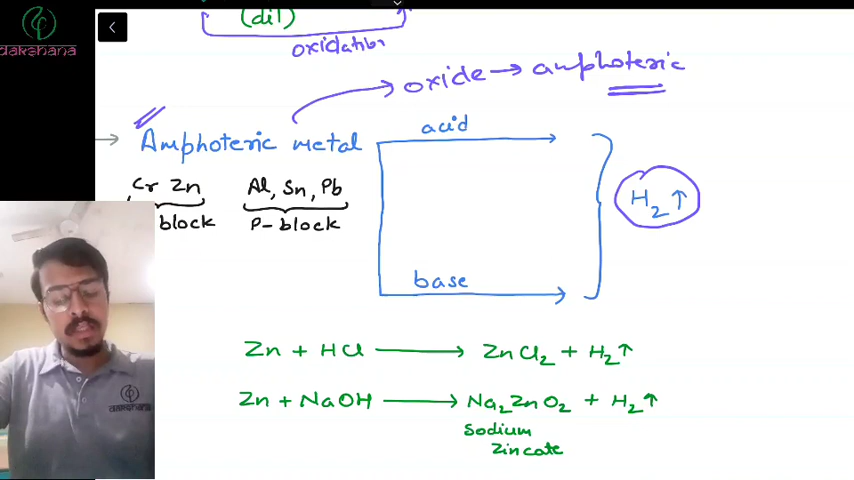 dakshana
(dil)
oxidation
oxide → amphoteric
→ Amphoteric metal
acid
Cr Zn
Al, Sn, Pb
block
P-block
H₂ ↑
base
Zn + HCl → ZnCl₂ + H₂↑
Zn + NaOH → Na₂ZnO₂ + H₂↑
Sodium
Zincate
dakshana